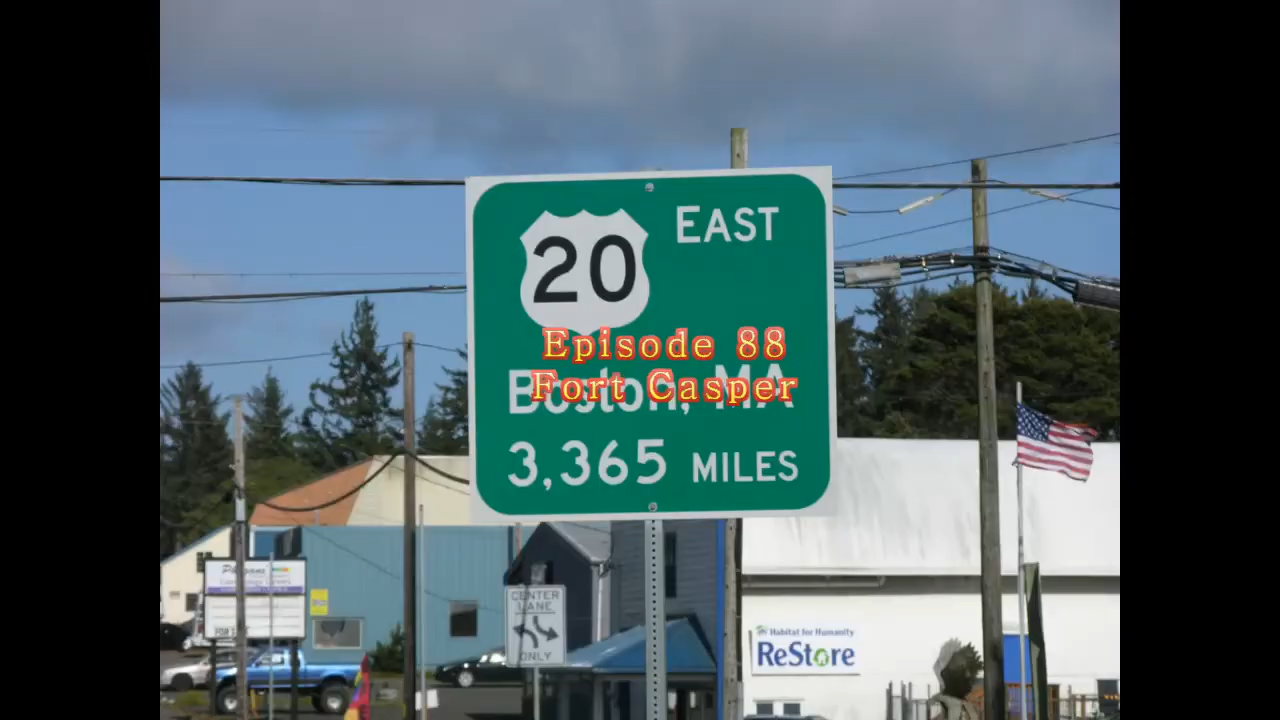 20 EAST
Episode 88
Fort Casper
Boston, MA
3,365 MILES
CENTER
LANE
ONLY
Habitat for Humanity
ReStore